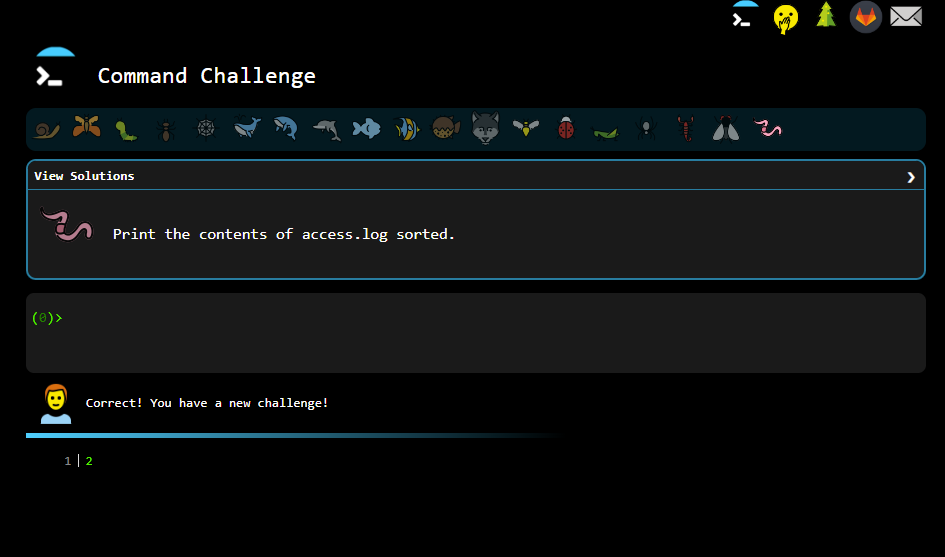 Command Challenge
View Solutions
Print the contents of access.log sorted.
(0)>
Correct! You have a new challenge!
1 2